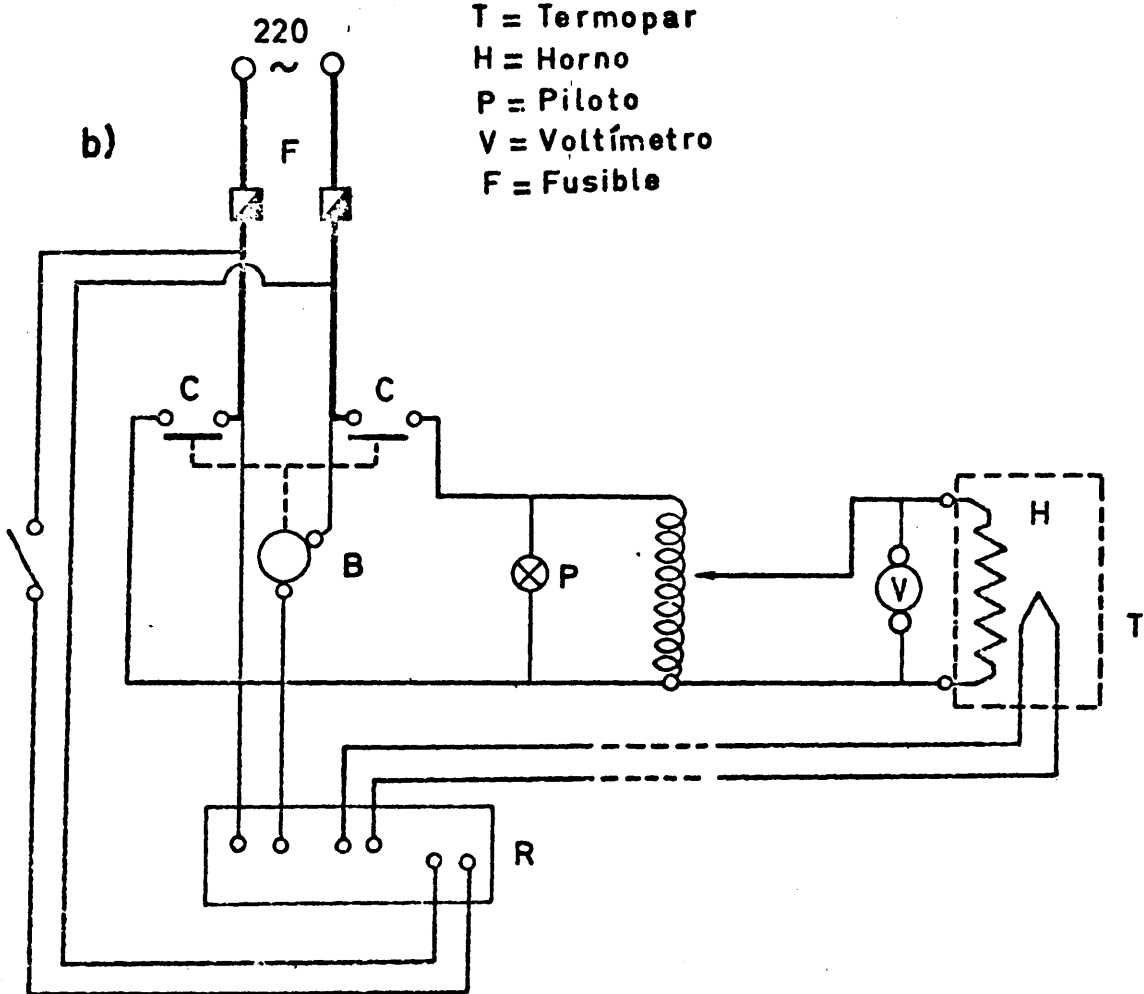 T = Termopar
H = Horno
P = Piloto
V = Voltímetro
F = Fusible
220
~
b)
F
C
C
B
P
V
H
T
R